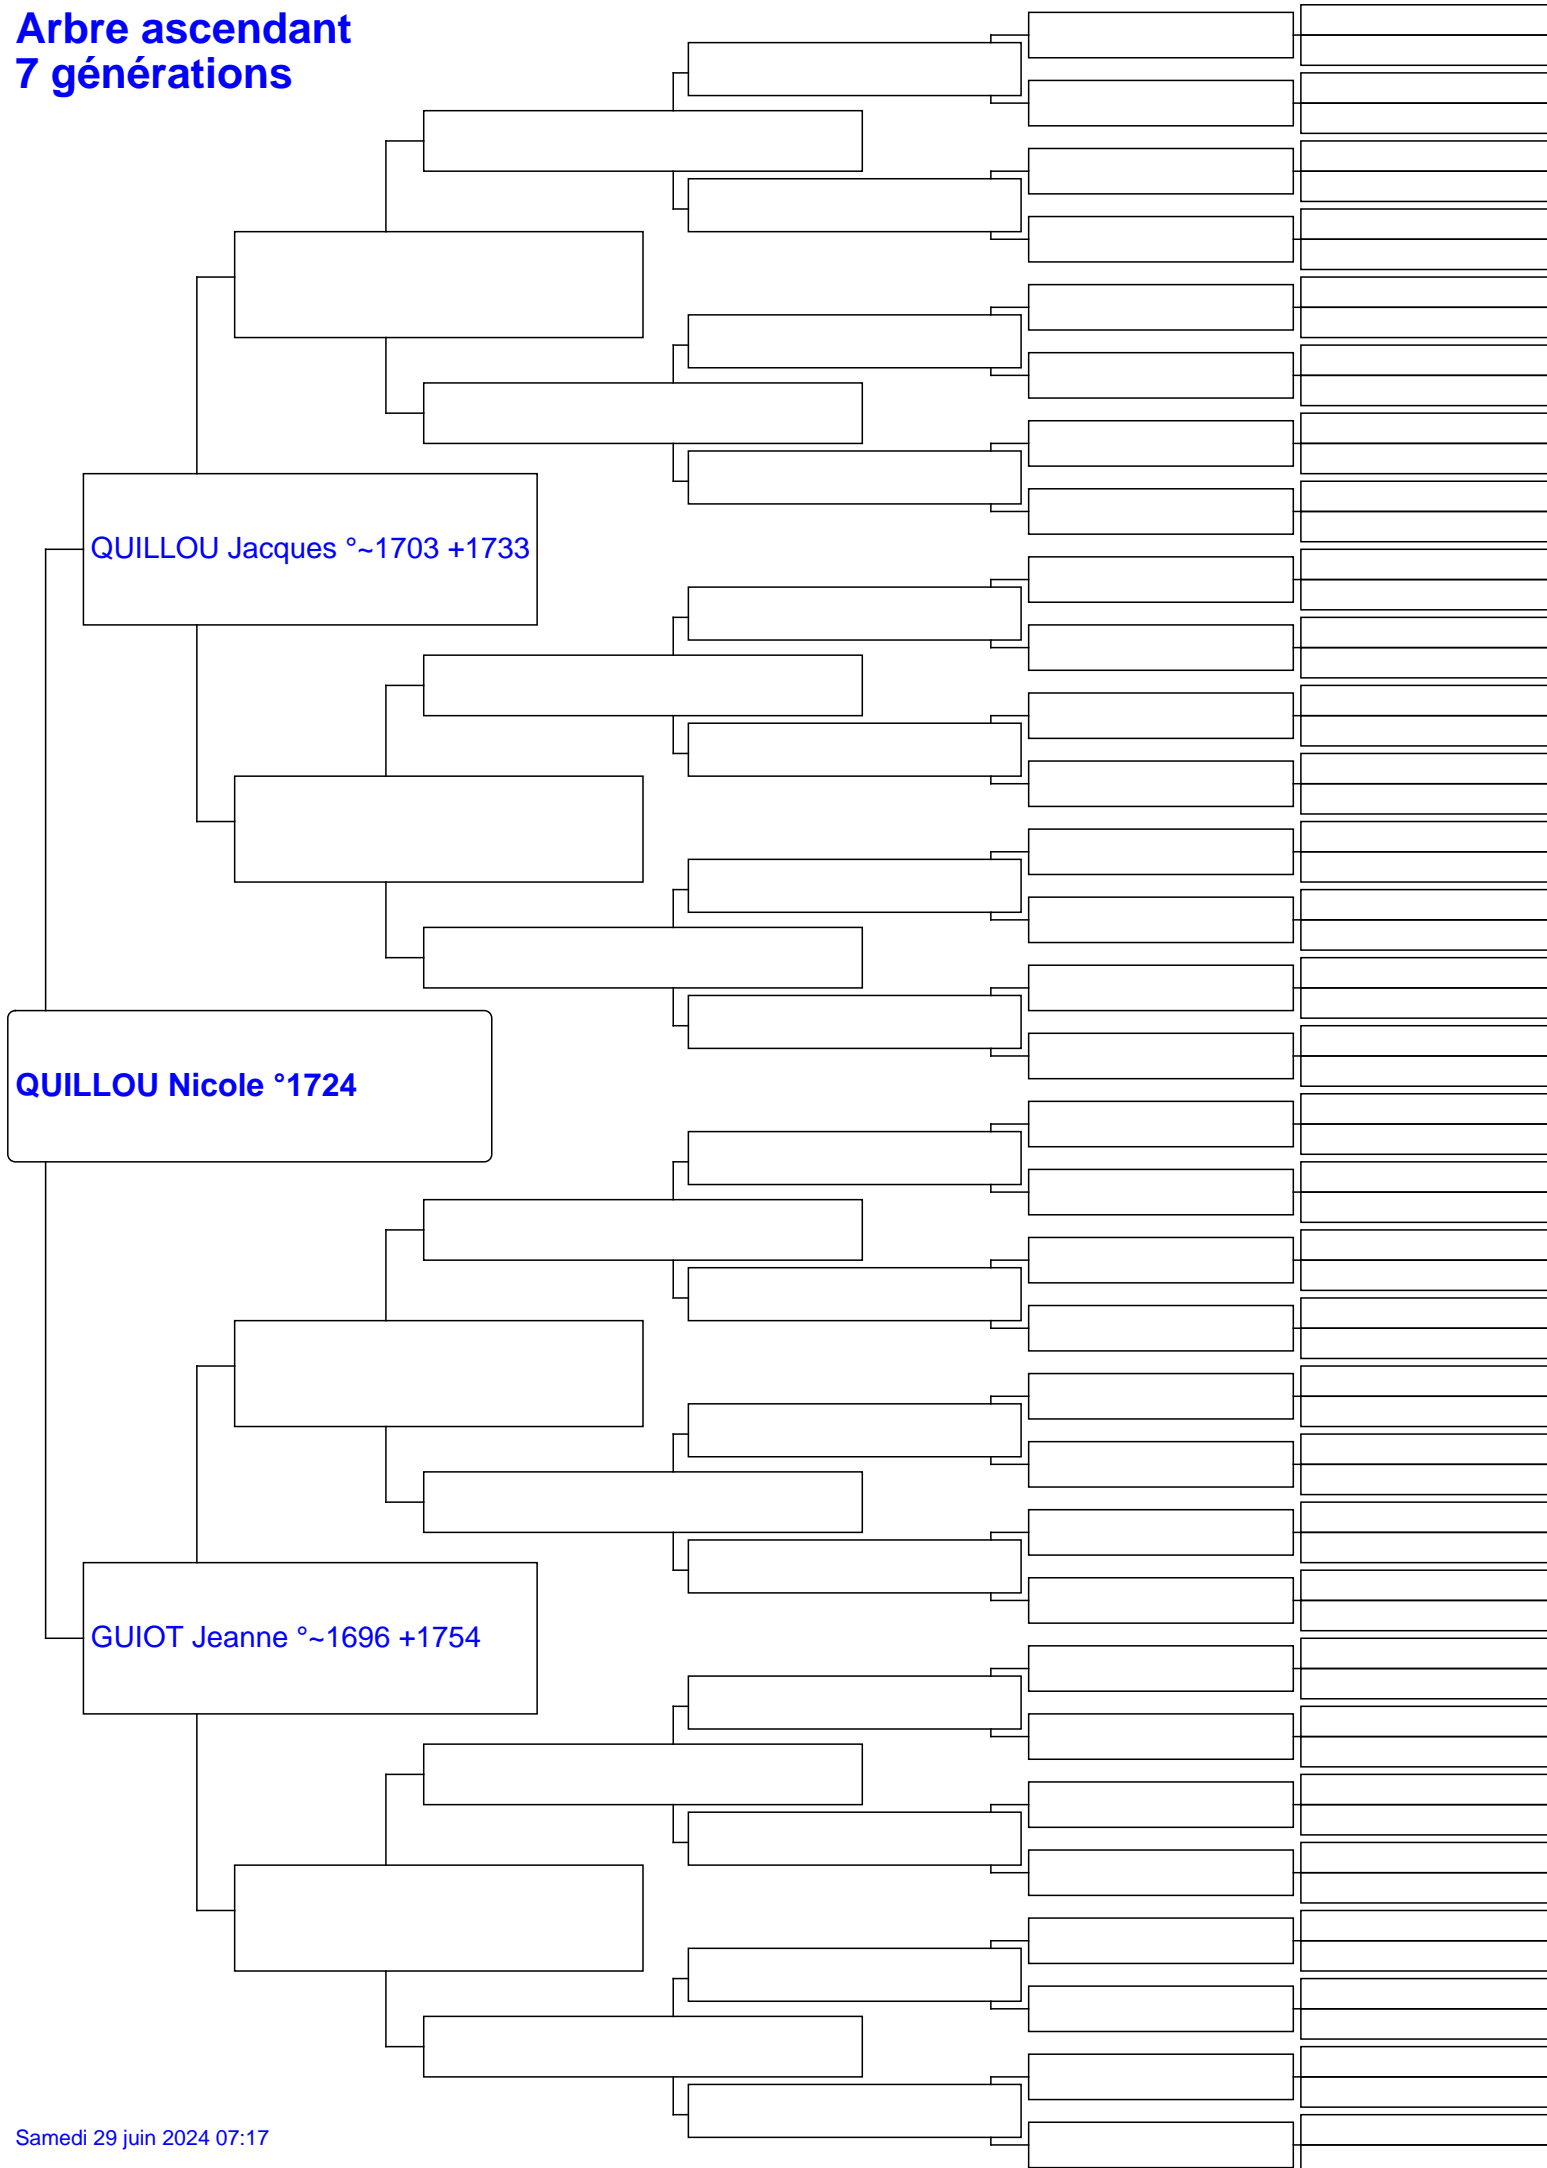 Arbre ascendant
7 générations
QUILLOU Jacques °~1703 +1733
QUILLOU Nicole °1724
GUIOT Jeanne °~1696 +1754
Samedi 29 juin 2024 07:17